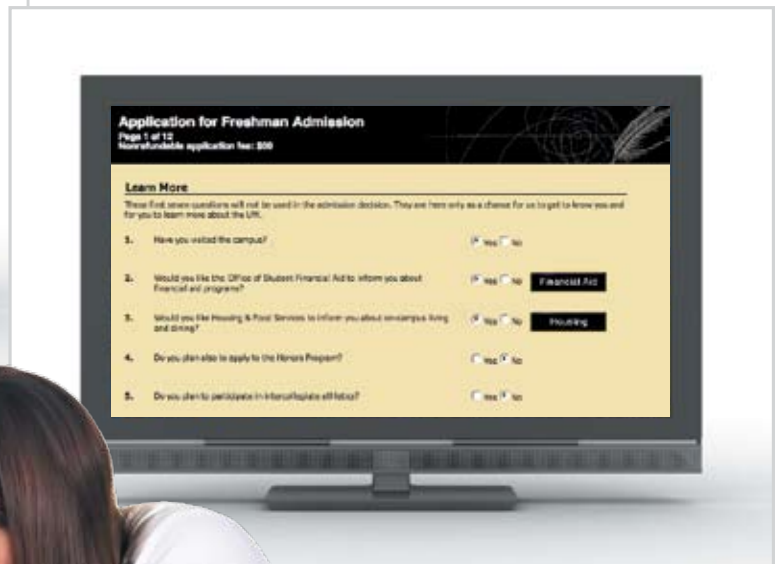 Application for Freshman Admission
Page 1 of 12
Nonrefundable application fee:
Learn More
These first seven questions will not be used in the admission decision. They are here only as a chance for us to get to know you and
for you to learn more about the
1. Have you visited the campus? Yes No
2. Would you like the Office of Student Financial Aid to inform you about
financial aid programs? Yes No Financial Aid
3. Would you like Housing & Food Services to inform you about on-campus living
and dining? Yes No Housing
4. Do you plan also to apply to the Honors Program? Yes No
5. Do you plan to participate in intercollegiate athletics? Yes No